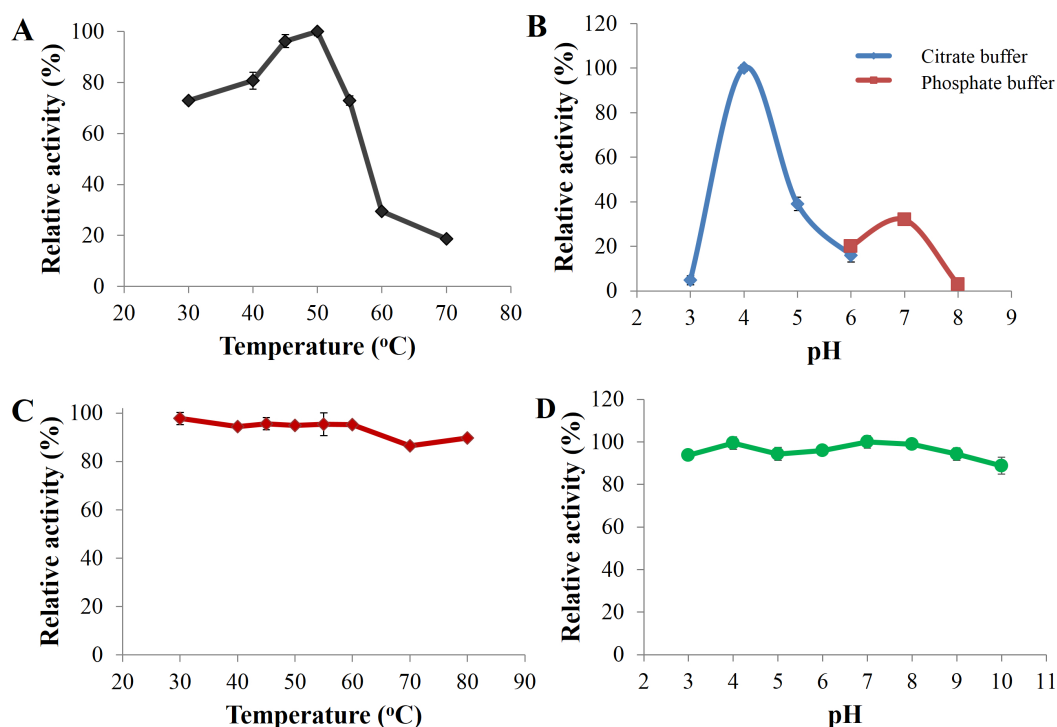 A
Relative activity (%)
100
80
60
40
20
0
20 30 40 50 60 70 80
Temperature (ºC)
B
Relative activity (%)
120
100
80
60
40
20
0
2 3 4 5 6 7 8 9
pH
Citrate buffer
Phosphate buffer
C
Relative activity (%)
100
80
60
40
20
0
20 30 40 50 60 70 80 90
Temperature (ºC)
D
Relative activity (%)
120
100
80
60
40
20
0
2 3 4 5 6 7 8 9 10 11
pH